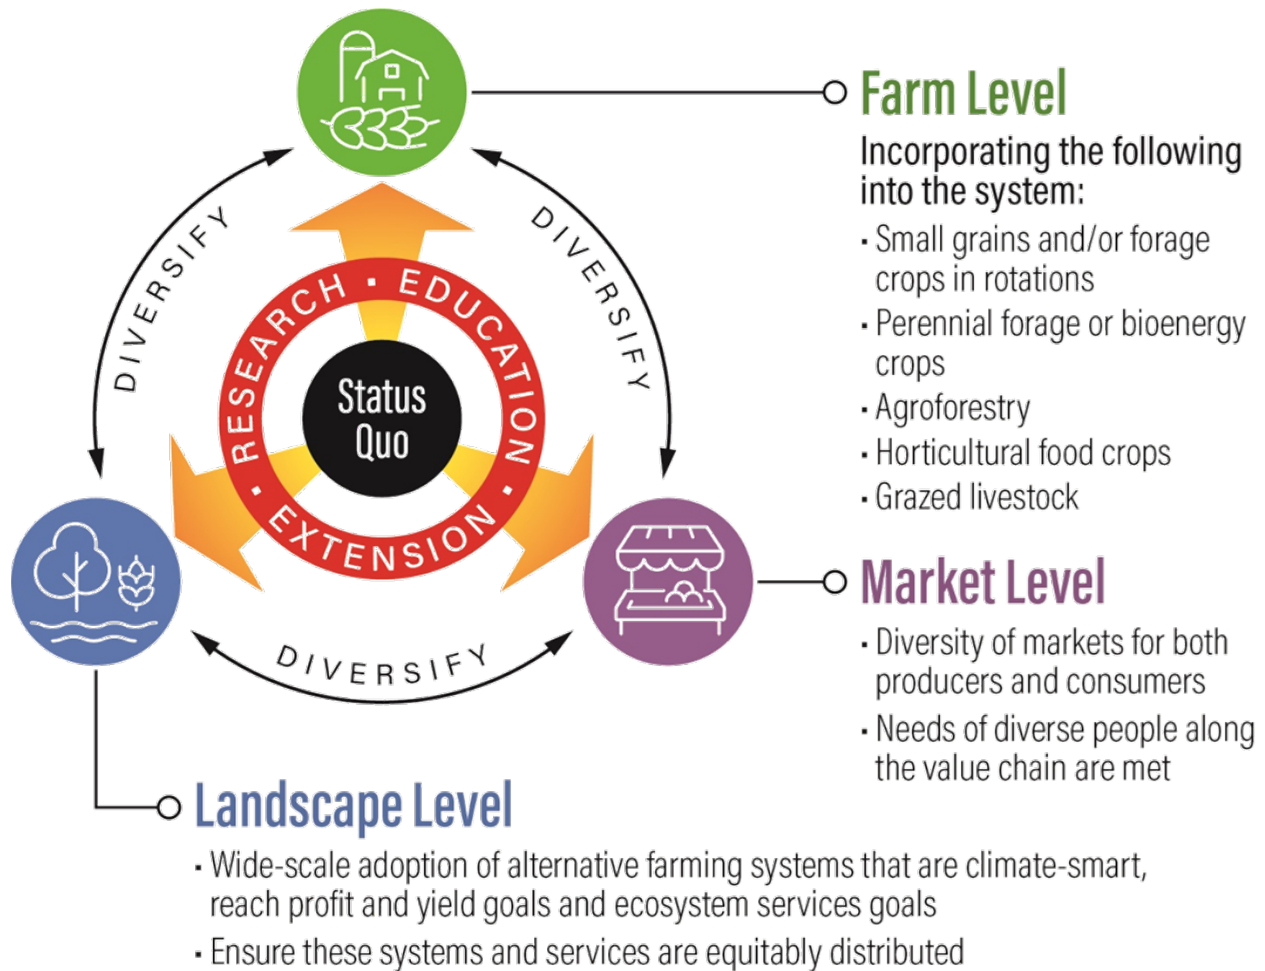 Farm Level
Incorporating the following
into the system:
· Small grains and/or forage
crops in rotations
· Perennial forage or bioenergy
crops
· Agroforestry
· Horticultural food crops
· Grazed livestock
DIVERSIFY
DIVERSIFY
RESEARCH · EDUCATION · EXTENSION ·
Status
Quo
DIVERSIFY
Market Level
· Diversity of markets for both
producers and consumers
· Needs of diverse people along
the value chain are met
Landscape Level
· Wide-scale adoption of alternative farming systems that are climate-smart,
reach profit and yield goals and ecosystem services goals
· Ensure these systems and services are equitably distributed